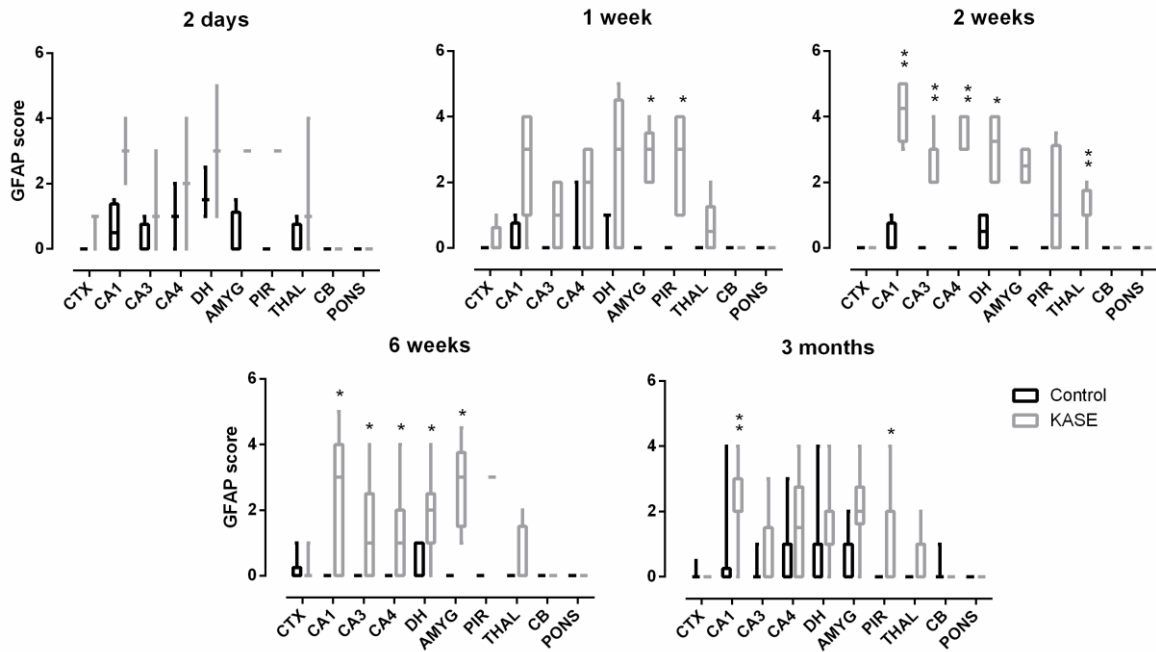 2 days
GFAP score
6
4
2
0
CTX
CA1
CA3
CA4
DH
AMYG
PIR
THAL
CB
PONS
1 week
6
4
2
0
CTX
CA1
CA3
CA4
DH
AMYG
PIR
THAL
CB
PONS
* *
2 weeks
6
4
2
0
CTX
CA1
CA3
CA4
DH
AMYG
PIR
THAL
CB
PONS
** ** ** * **
6 weeks
GFAP score
6
4
2
0
CTX
CA1
CA3
CA4
DH
AMYG
PIR
THAL
CB
PONS
* * * * *
3 months
6
4
2
0
CTX
CA1
CA3
CA4
DH
AMYG
PIR
THAL
CB
PONS
** *
Control
KASE